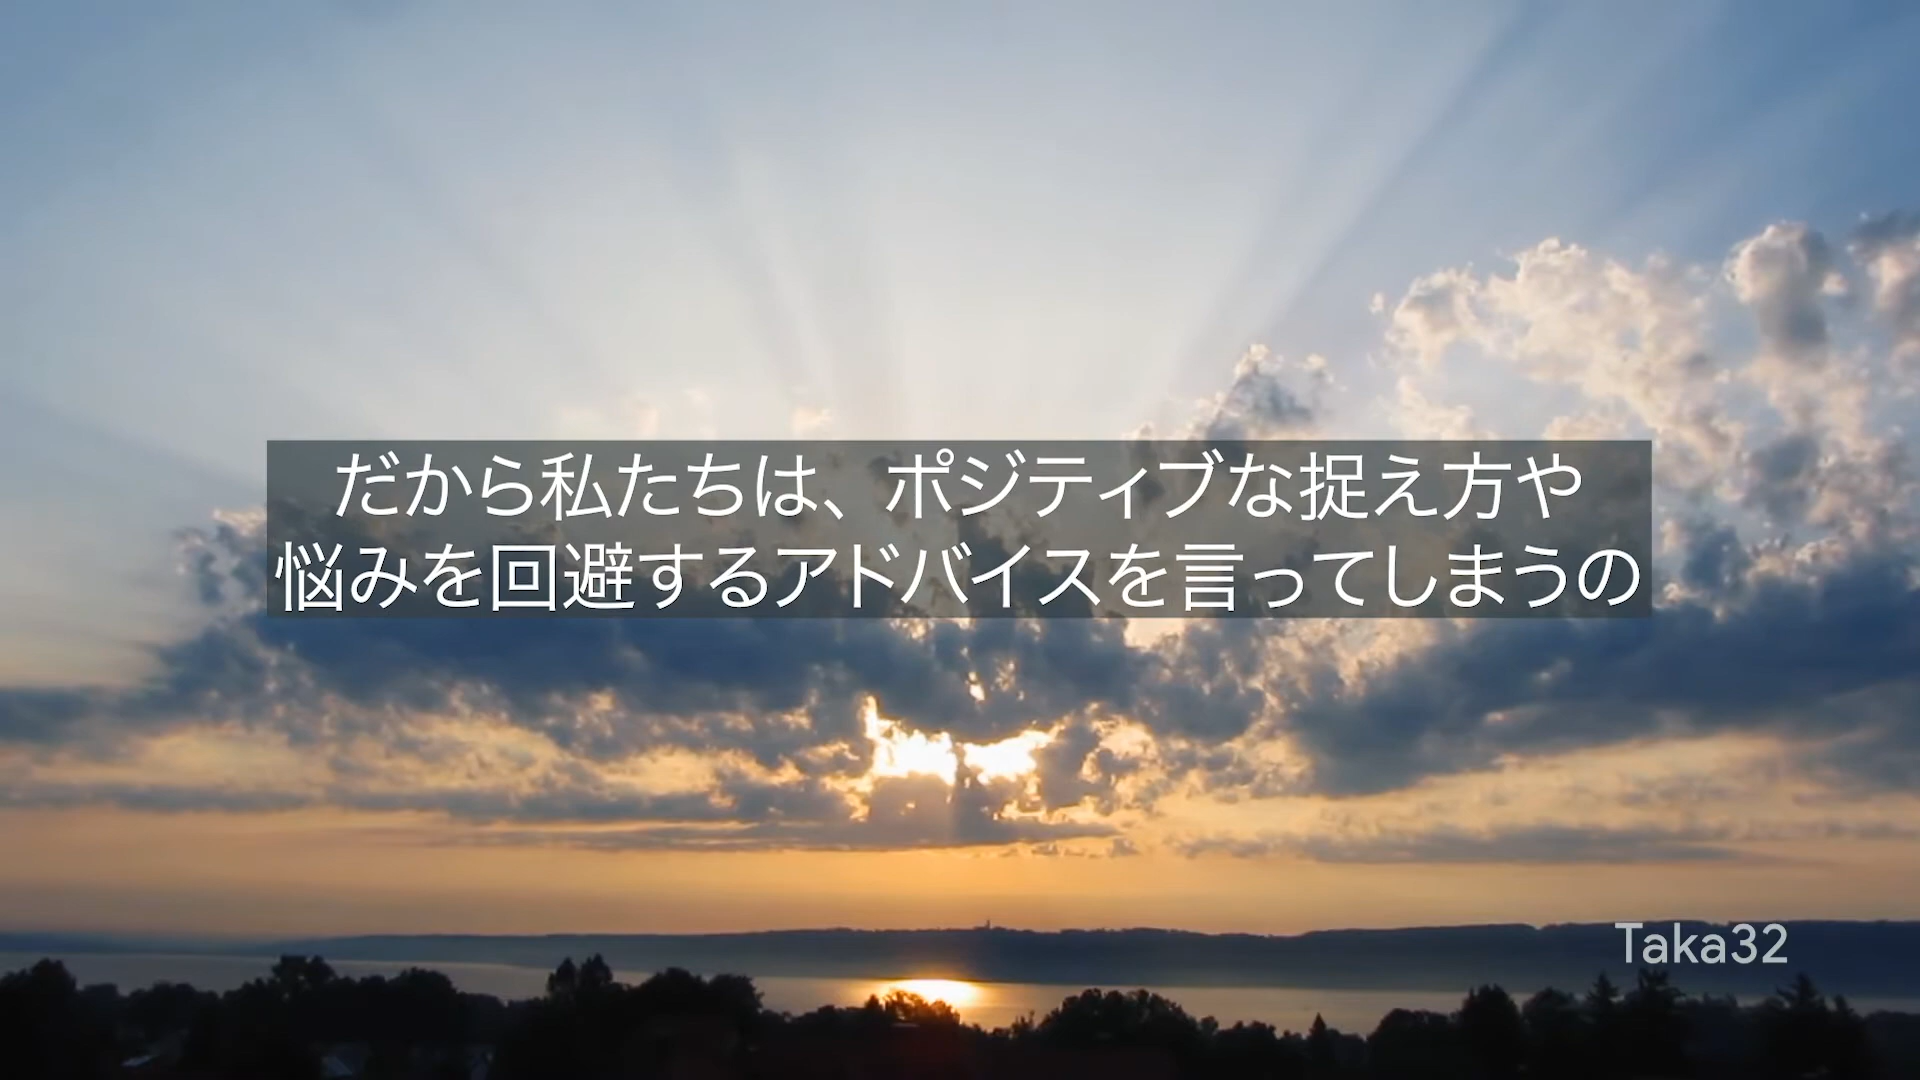 だから私たちは、ポジティブな捉え方や
悩みを回避するアドバイスを言ってしまうの
Taka32